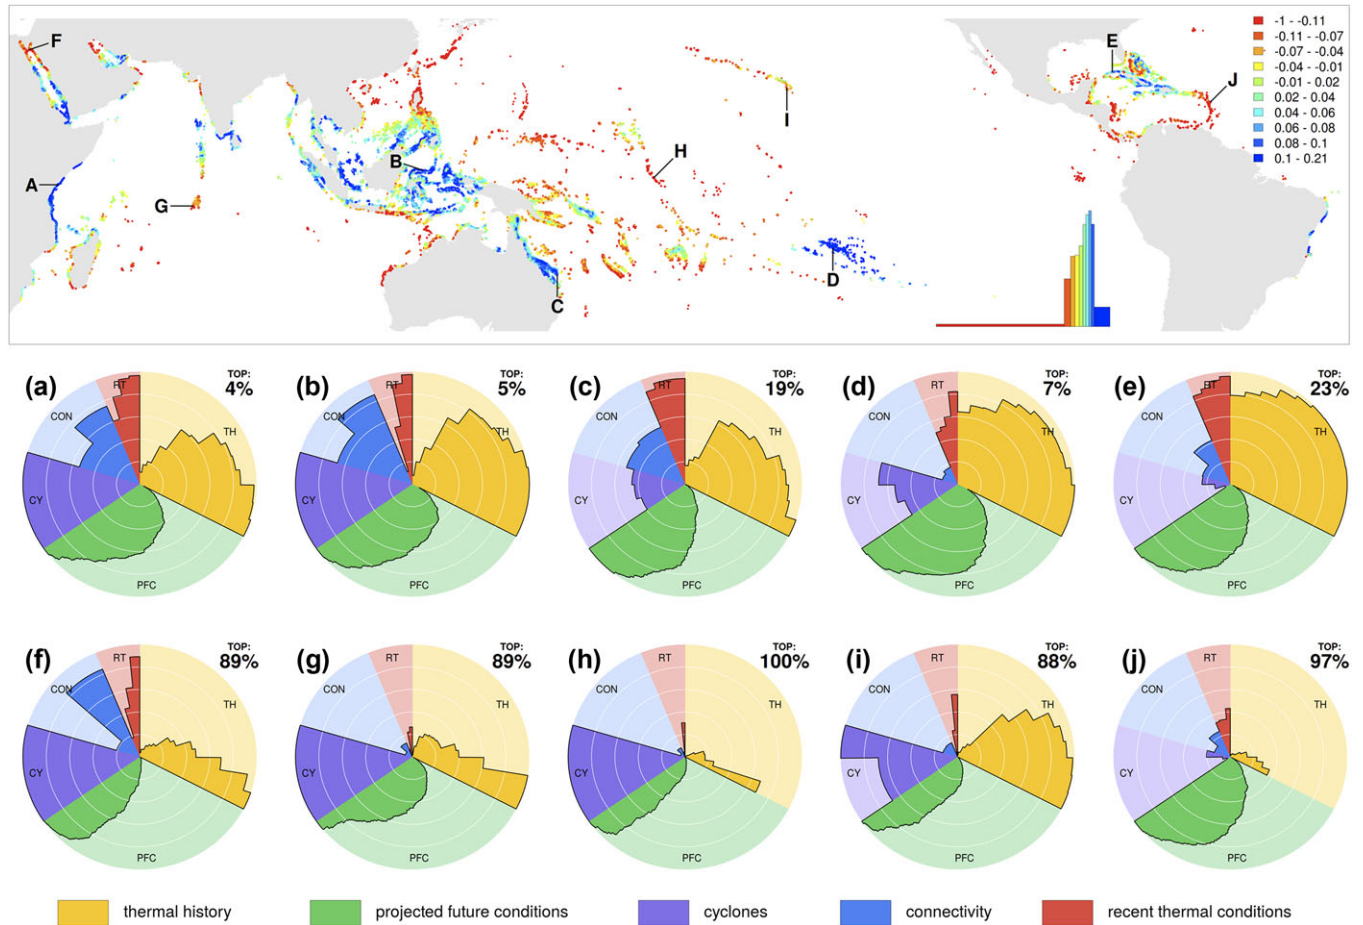 F
E
J
I
H
B
A
G
D
C
-1 - -0.11
-0.11 - -0.07
-0.07 - -0.04
-0.04 - -0.01
-0.01 - 0.02
0.02 - 0.04
0.04 - 0.06
0.06 - 0.08
0.08 - 0.1
0.1 - 0.21
(a) TOP: 4%
RT
CON
TH
CY
PFC
(b) TOP: 5%
RT
CON
TH
CY
PFC
(c) TOP: 19%
RT
CON
TH
CY
PFC
(d) TOP: 7%
RT
CON
TH
CY
PFC
(e) TOP: 23%
RT
CON
TH
CY
PFC
(f) TOP: 89%
RT
CON
TH
CY
PFC
(g) TOP: 89%
RT
CON
TH
CY
PFC
(h) TOP: 100%
RT
CON
TH
CY
PFC
(i) TOP: 88%
RT
CON
TH
CY
PFC
(j) TOP: 97%
RT
CON
TH
CY
PFC
thermal history
projected future conditions
cyclones
connectivity
recent thermal conditions